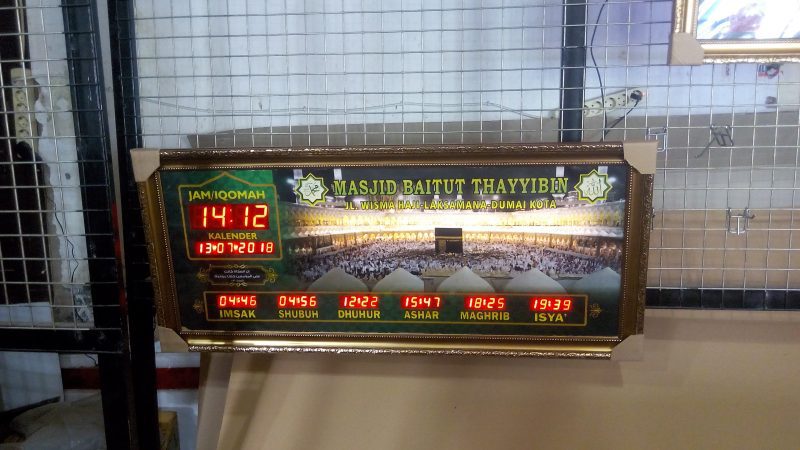 MASJID BAITUT THAYYIBIN
JL. WISMA HAJI-LAKSAMANA-DUMAI KOTA
JAM/IQOMAH
14:12
KALENDER
13•07•2018
04:46 04:56 12:22 15:47 18:25 19:39
IMSAK SHUBUH DHUHUR ASHAR MAGHRIB ISYA'